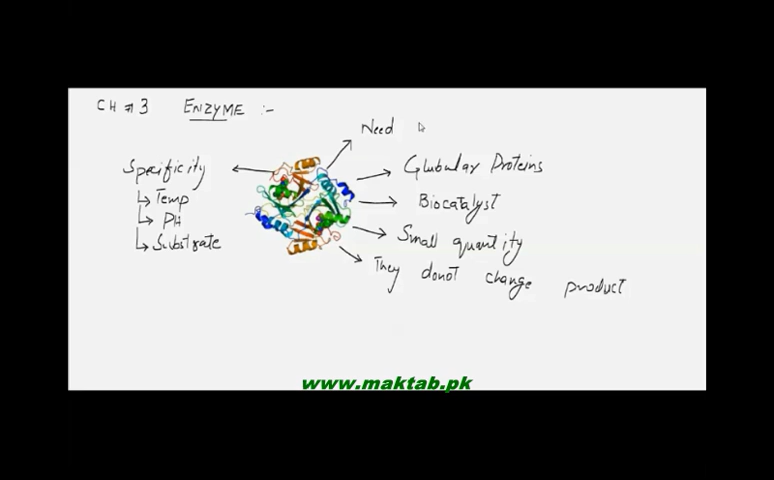 CH # 3 ENZYME :-
Need
Specificity
Temp
PH
Substrate
Glubular Proteins
Biocatalyst
Small quantity
They donot change product
www.maktab.pk